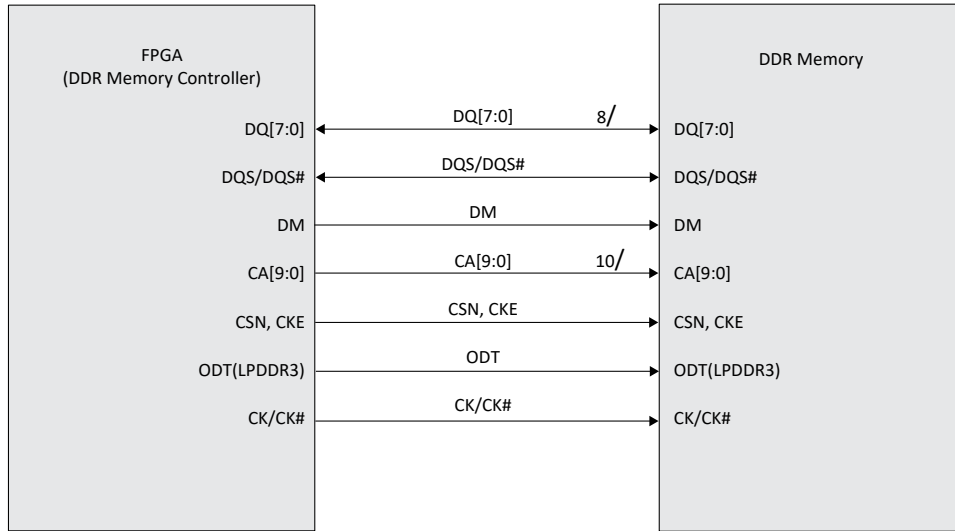 FPGA
(DDR Memory Controller)
DDR Memory
DQ[7:0] DQ[7:0] 8/ DQ[7:0]
DQS/DQS# DQS/DQS# DQS/DQS#
DM DM DM
CA[9:0] CA[9:0] 10/ CA[9:0]
CSN, CKE CSN, CKE CSN, CKE
ODT(LPDDR3) ODT ODT(LPDDR3)
CK/CK# CK/CK# CK/CK#